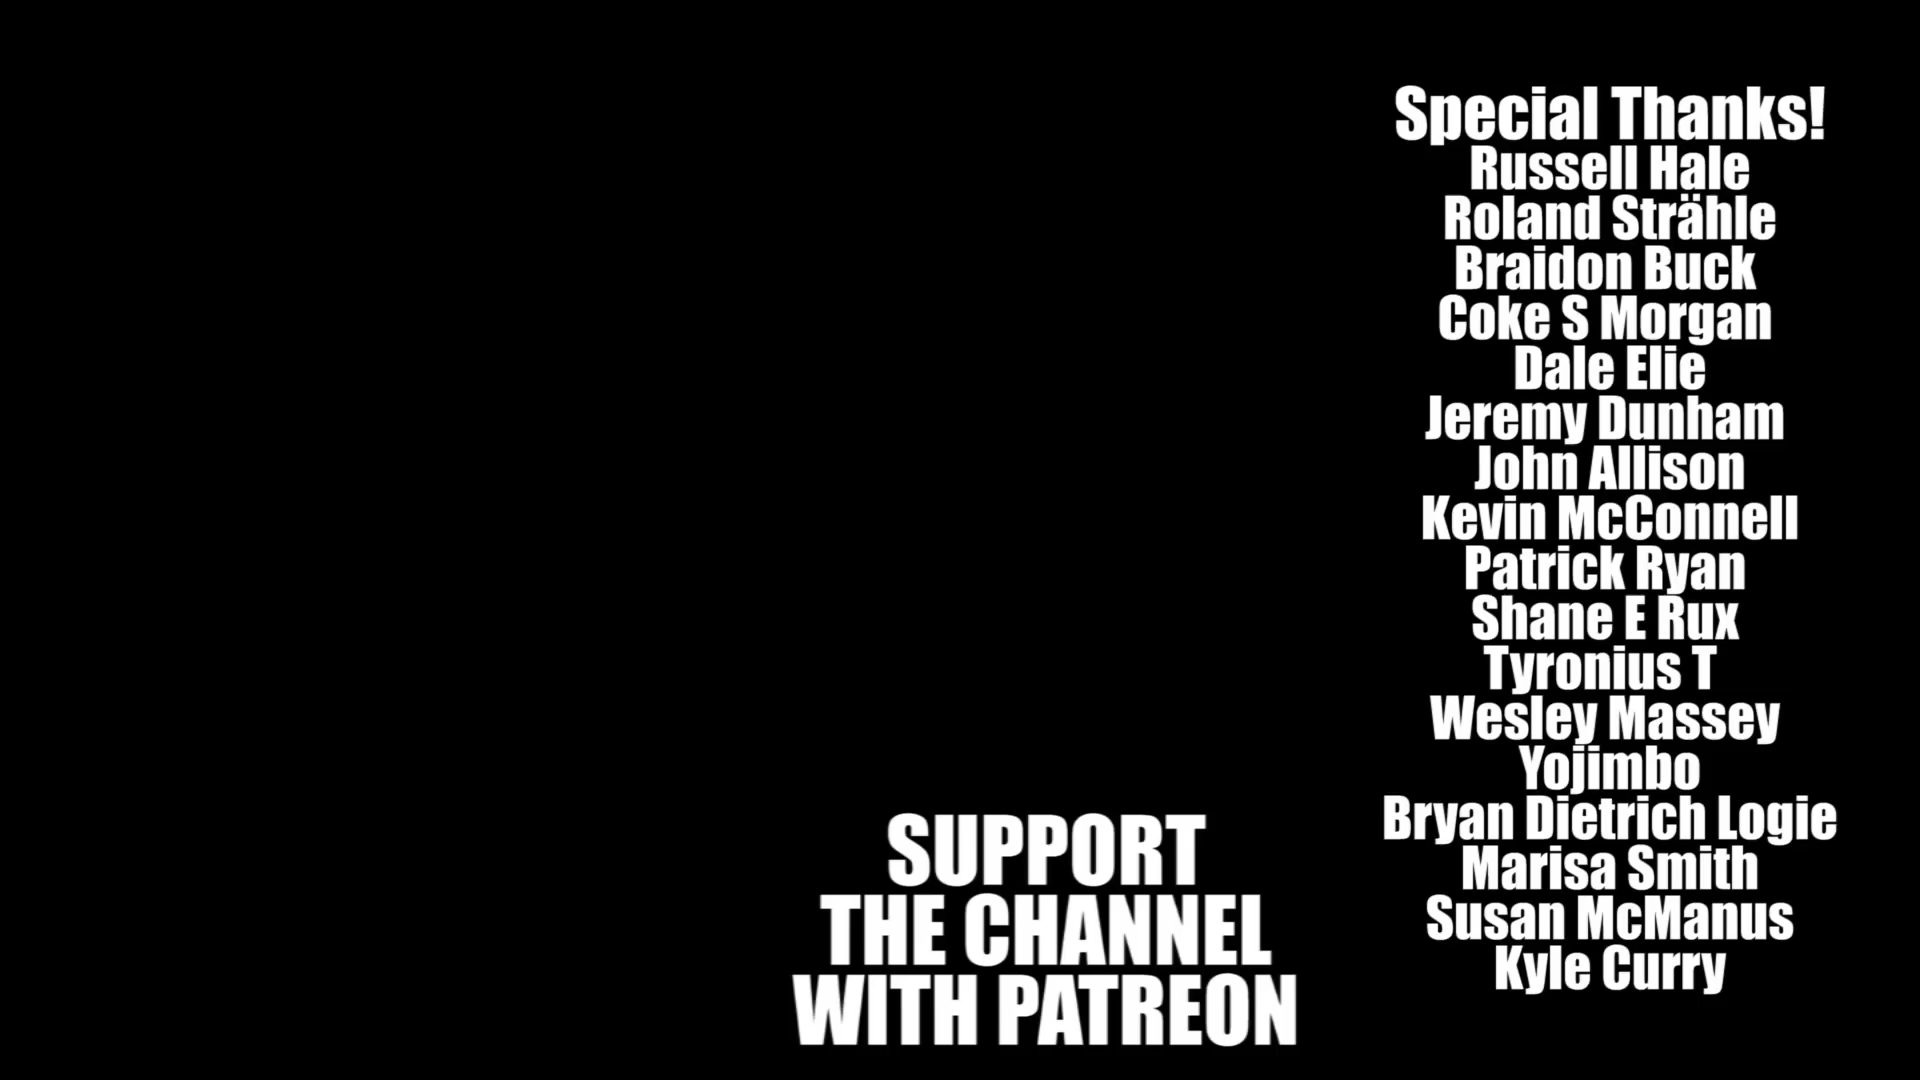 Special Thanks!
Russell Hale
Roland Strähle
Braidon Buck
Coke S Morgan
Dale Elie
Jeremy Dunham
John Allison
Kevin McConnell
Patrick Ryan
Shane E Rux
Tyronius T
Wesley Massey
Yojimbo
Bryan Dietrich Logie
Marisa Smith
Susan McManus
Kyle Curry
SUPPORT
THE CHANNEL
WITH PATREON